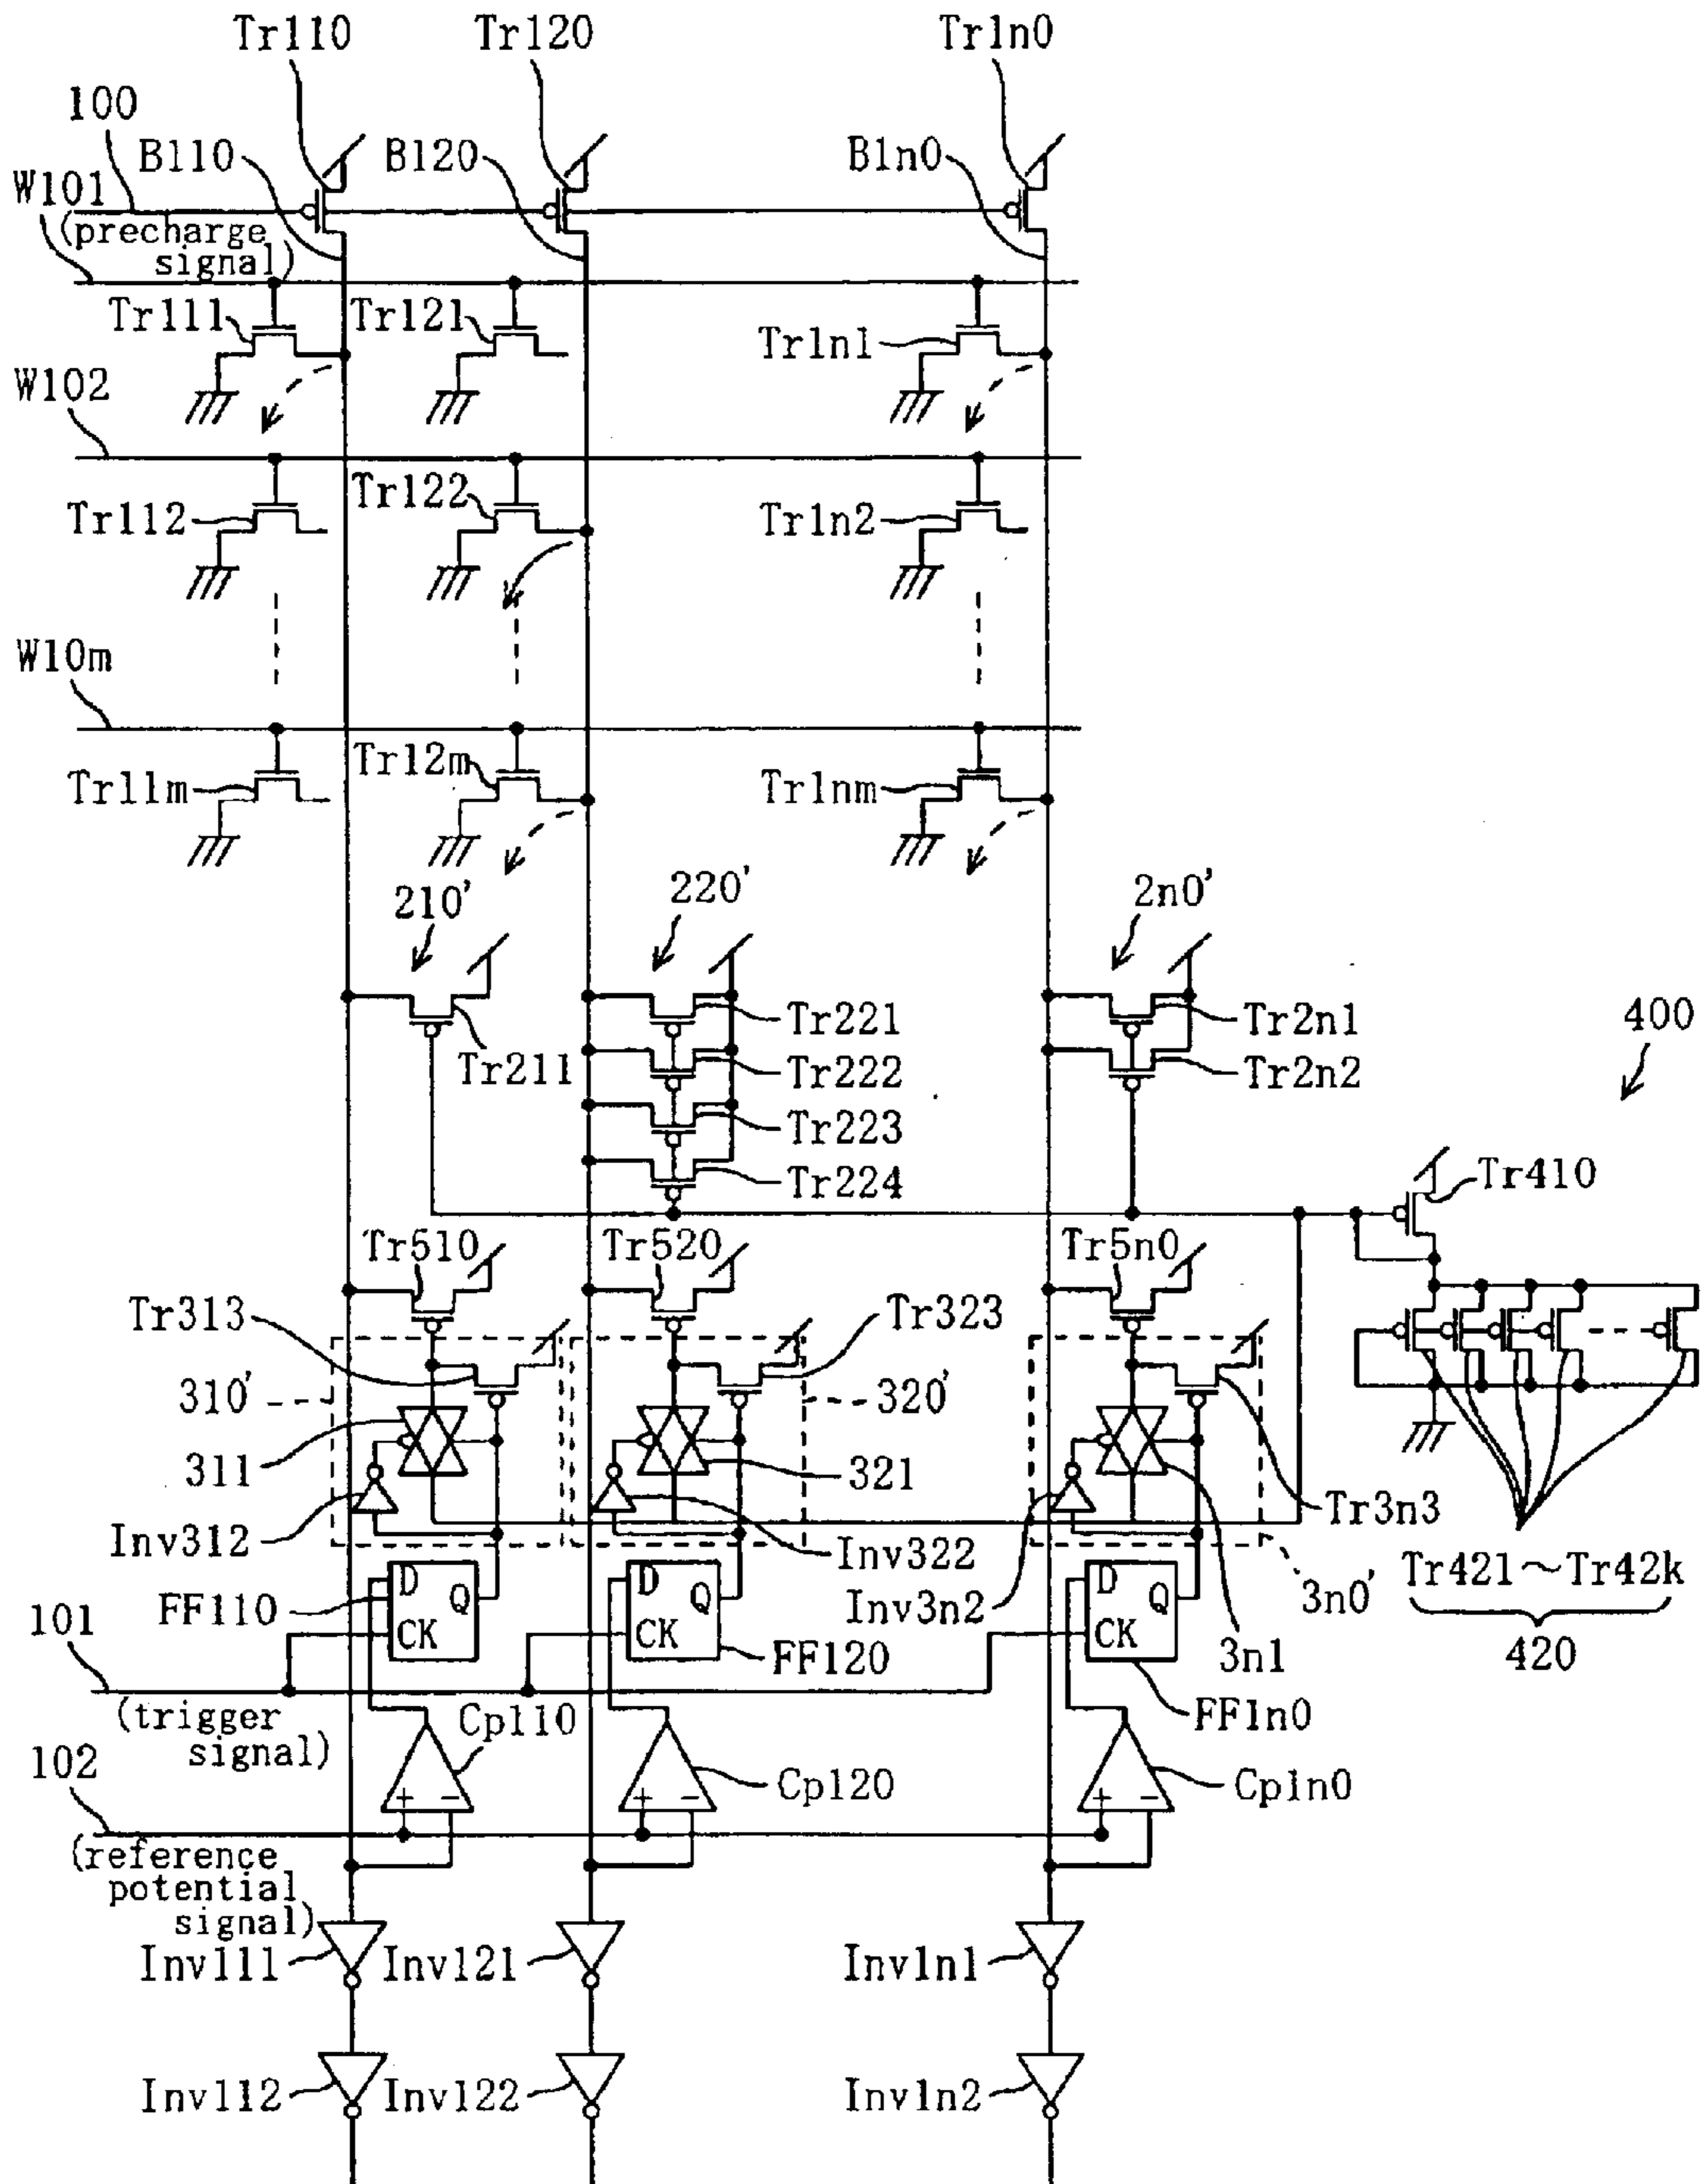 Tr110 Tr120 Tr1n0
100
B110 B120 B1n0
W101
(precharge
signal)
Tr111 Tr121 Tr1n1
W102
Tr112 Tr122 Tr1n2
W10m
Tr11m Tr12m Tr1nm
210' 220' 2n0'
Tr211 Tr221 Tr2n1
Tr222 Tr2n2
Tr223
Tr224
400
Tr410
Tr510 Tr520 Tr5n0
Tr313 Tr323
310' 320'
311 321 Tr3n3
Inv312 Inv322 Inv3n2 3n0'
Tr421~Tr42k
420
D Q D Q D Q
CK CK CK
FF110 FF120 3n1
FF1n0
101
(trigger
signal)
Cp110 Cp120 Cp1n0
+ - + - + -
102
(reference
potential
signal)
Inv111 Inv121 Inv1n1
Inv112 Inv122 Inv1n2